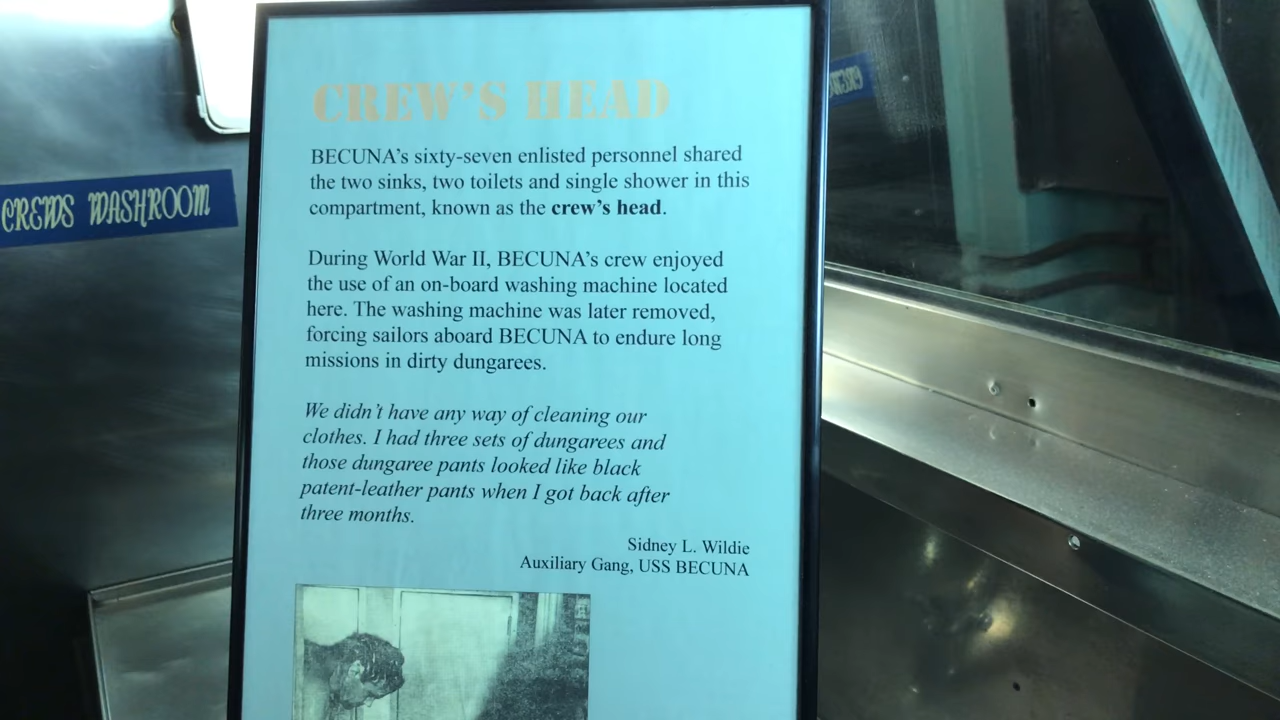 CREW'S HEAD
BECUNA's sixty-seven enlisted personnel shared
the two sinks, two toilets and single shower in this
compartment, known as the crew's head.
During World War II, BECUNA's crew enjoyed
the use of an on-board washing machine located
here. The washing machine was later removed,
forcing sailors aboard BECUNA to endure long
missions in dirty dungarees.
We didn't have any way of cleaning our
clothes. I had three sets of dungarees and
those dungaree pants looked like black
patent-leather pants when I got back after
three months.
Sidney L. Wildie
Auxiliary Gang, USS BECUNA
CREWS WASHROOM